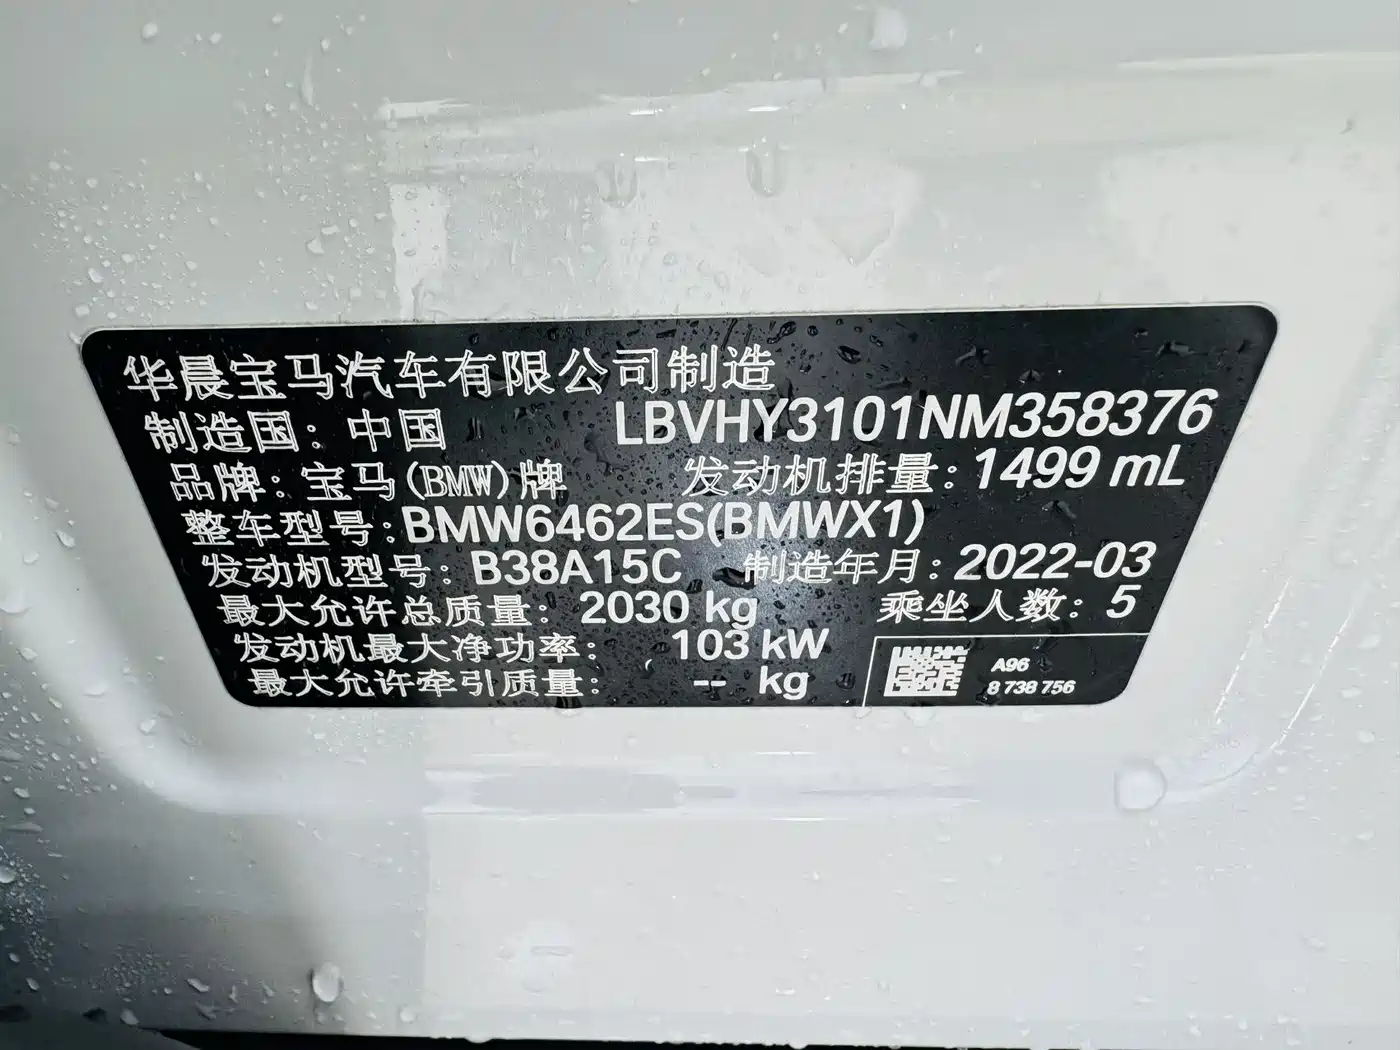 华晨宝马汽车有限公司制造
制造国：中国 LBVHY3101NM358376
品牌：宝马(BMW)牌 发动机排量：1499 mL
整车型号：BMW6462ES(BMWX1)
发动机型号：B38A15C 制造年月：2022-03
最大允许总质量：2030 kg 乘坐人数：5
发动机最大净功率：103 kW
最大允许牵引质量：-- kg
A96
8 738 756